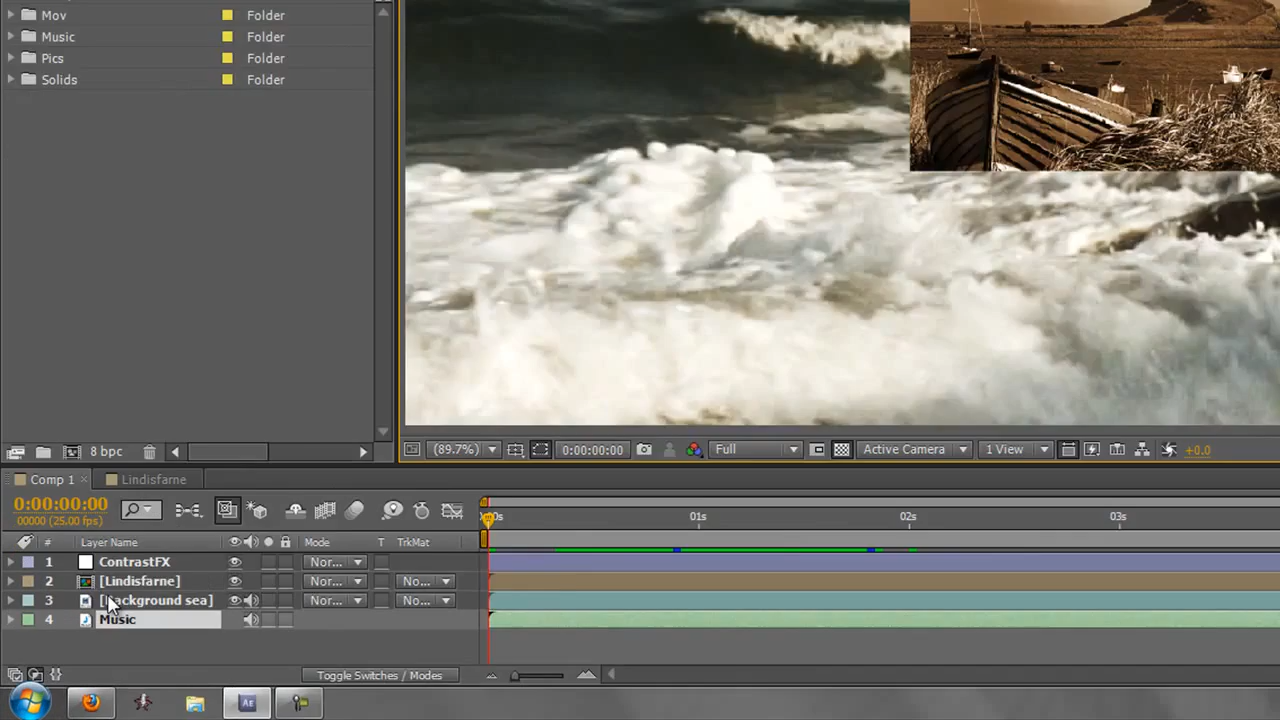 Mov Folder
Music Folder
Pics Folder
Solids Folder
8 bpc
(89.7%) 0:00:00:00 Full Active Camera 1 View +0.0
Comp 1 Lindisfarne
0:00:00:00
00000 (25.00 fps)
0s 01s 02s 03s
# Layer Name Mode T TrkMat
1 ContrastFX Nor...
2 [Lindisfarne] Nor... No...
3 [background sea] Nor... No...
4 Music
Toggle Switches / Modes
AE